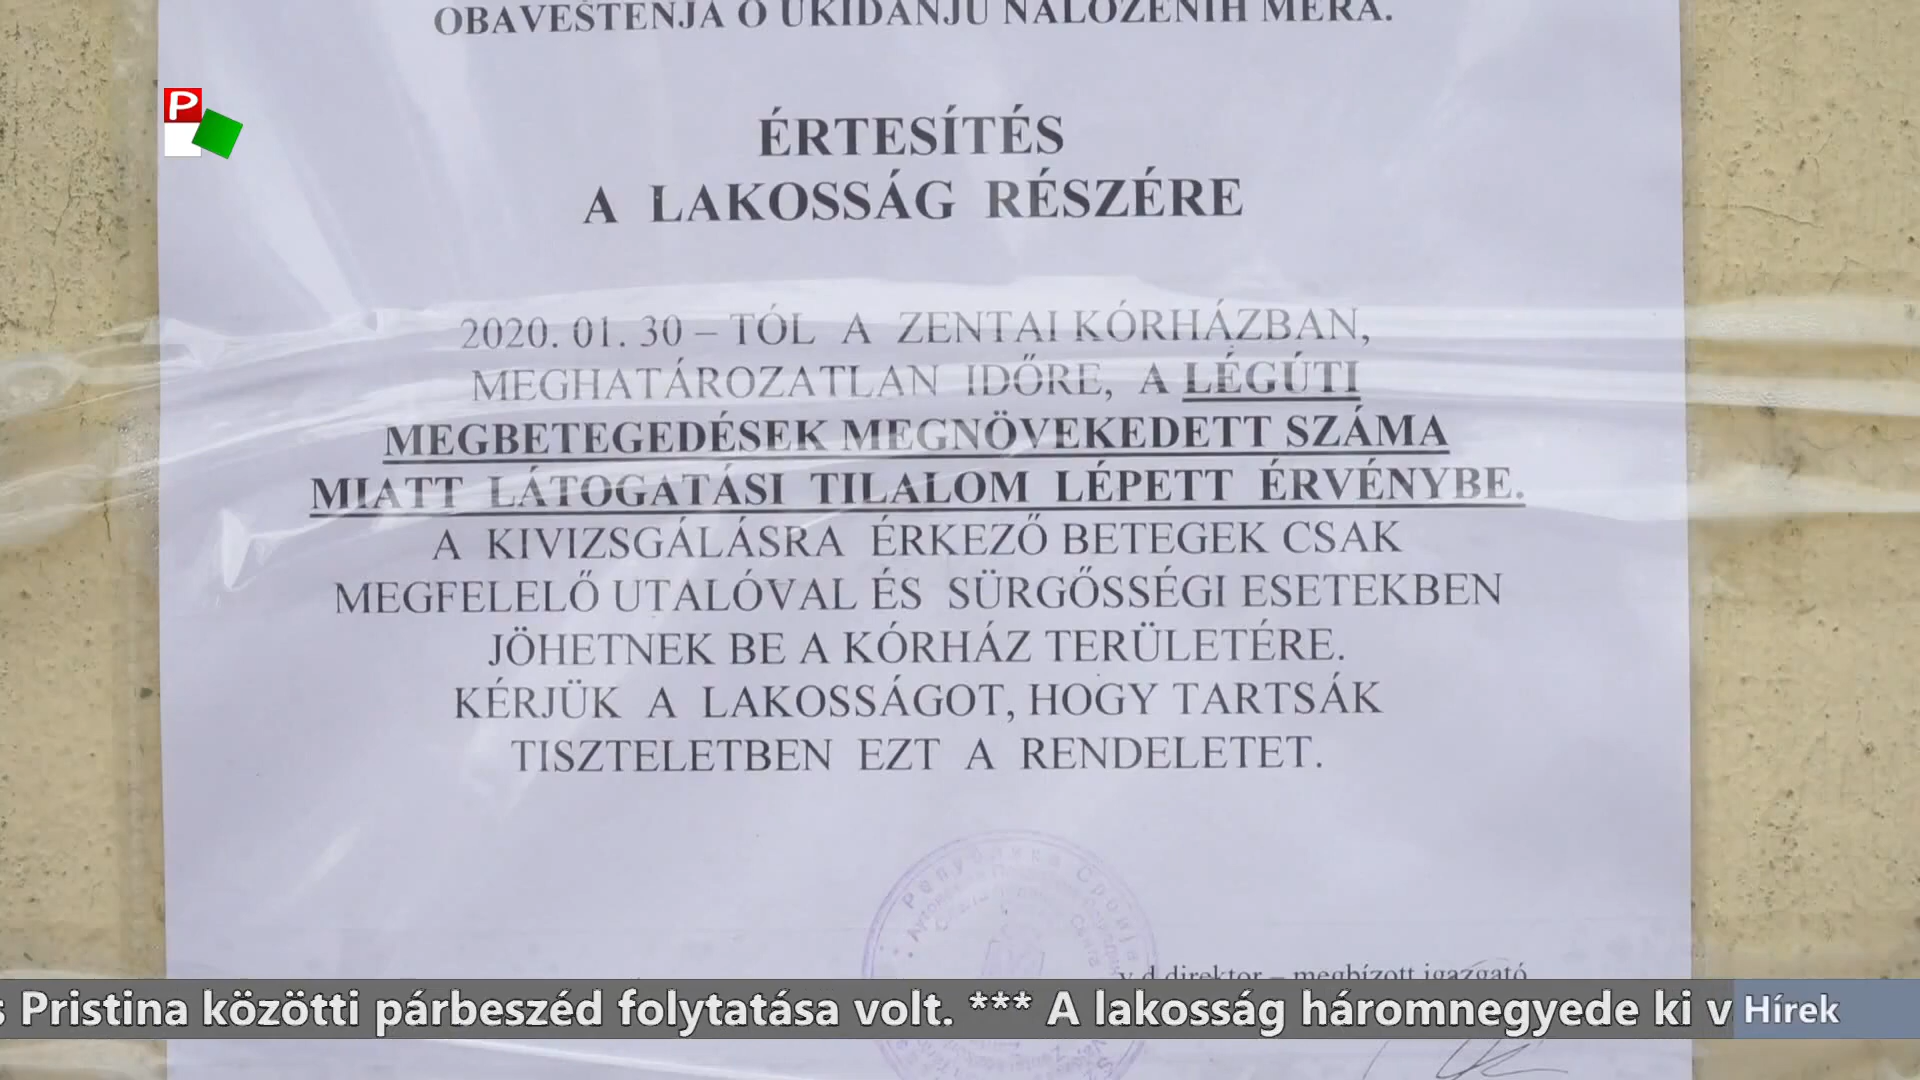 OBAVEŠTENJA O UKIDANJU NALOŽENIH MERA.
P
ÉRTESÍTÉS
A LAKOSSÁG RÉSZÉRE
2020. 01. 30 – TÓL A ZENTAI KÓRHÁZBAN,
MEGHATÁROZATLAN IDŐRE, A LÉGÚTI
MEGBETEGEDÉSEK MEGNÖVEKEDETT SZÁMA
MIATT LÁTOGATÁSI TILALOM LÉPETT ÉRVÉNYBE.
A KIVIZSGÁLÁSRA ÉRKEZŐ BETEGEK CSAK
MEGFELELŐ UTALÓVAL ÉS SÜRGŐSSÉGI ESETEKBEN
JÖHETNEK BE A KÓRHÁZ TERÜLETÉRE.
KÉRJÜK A LAKOSSÁGOT, HOGY TARTSÁK
TISZTELETBEN EZT A RENDELETET.
Република Србија
v.d.direktor – megbízott igazgató
s Pristina közötti párbeszéd folytatása volt. *** A lakosság háromnegyede ki v
Hírek